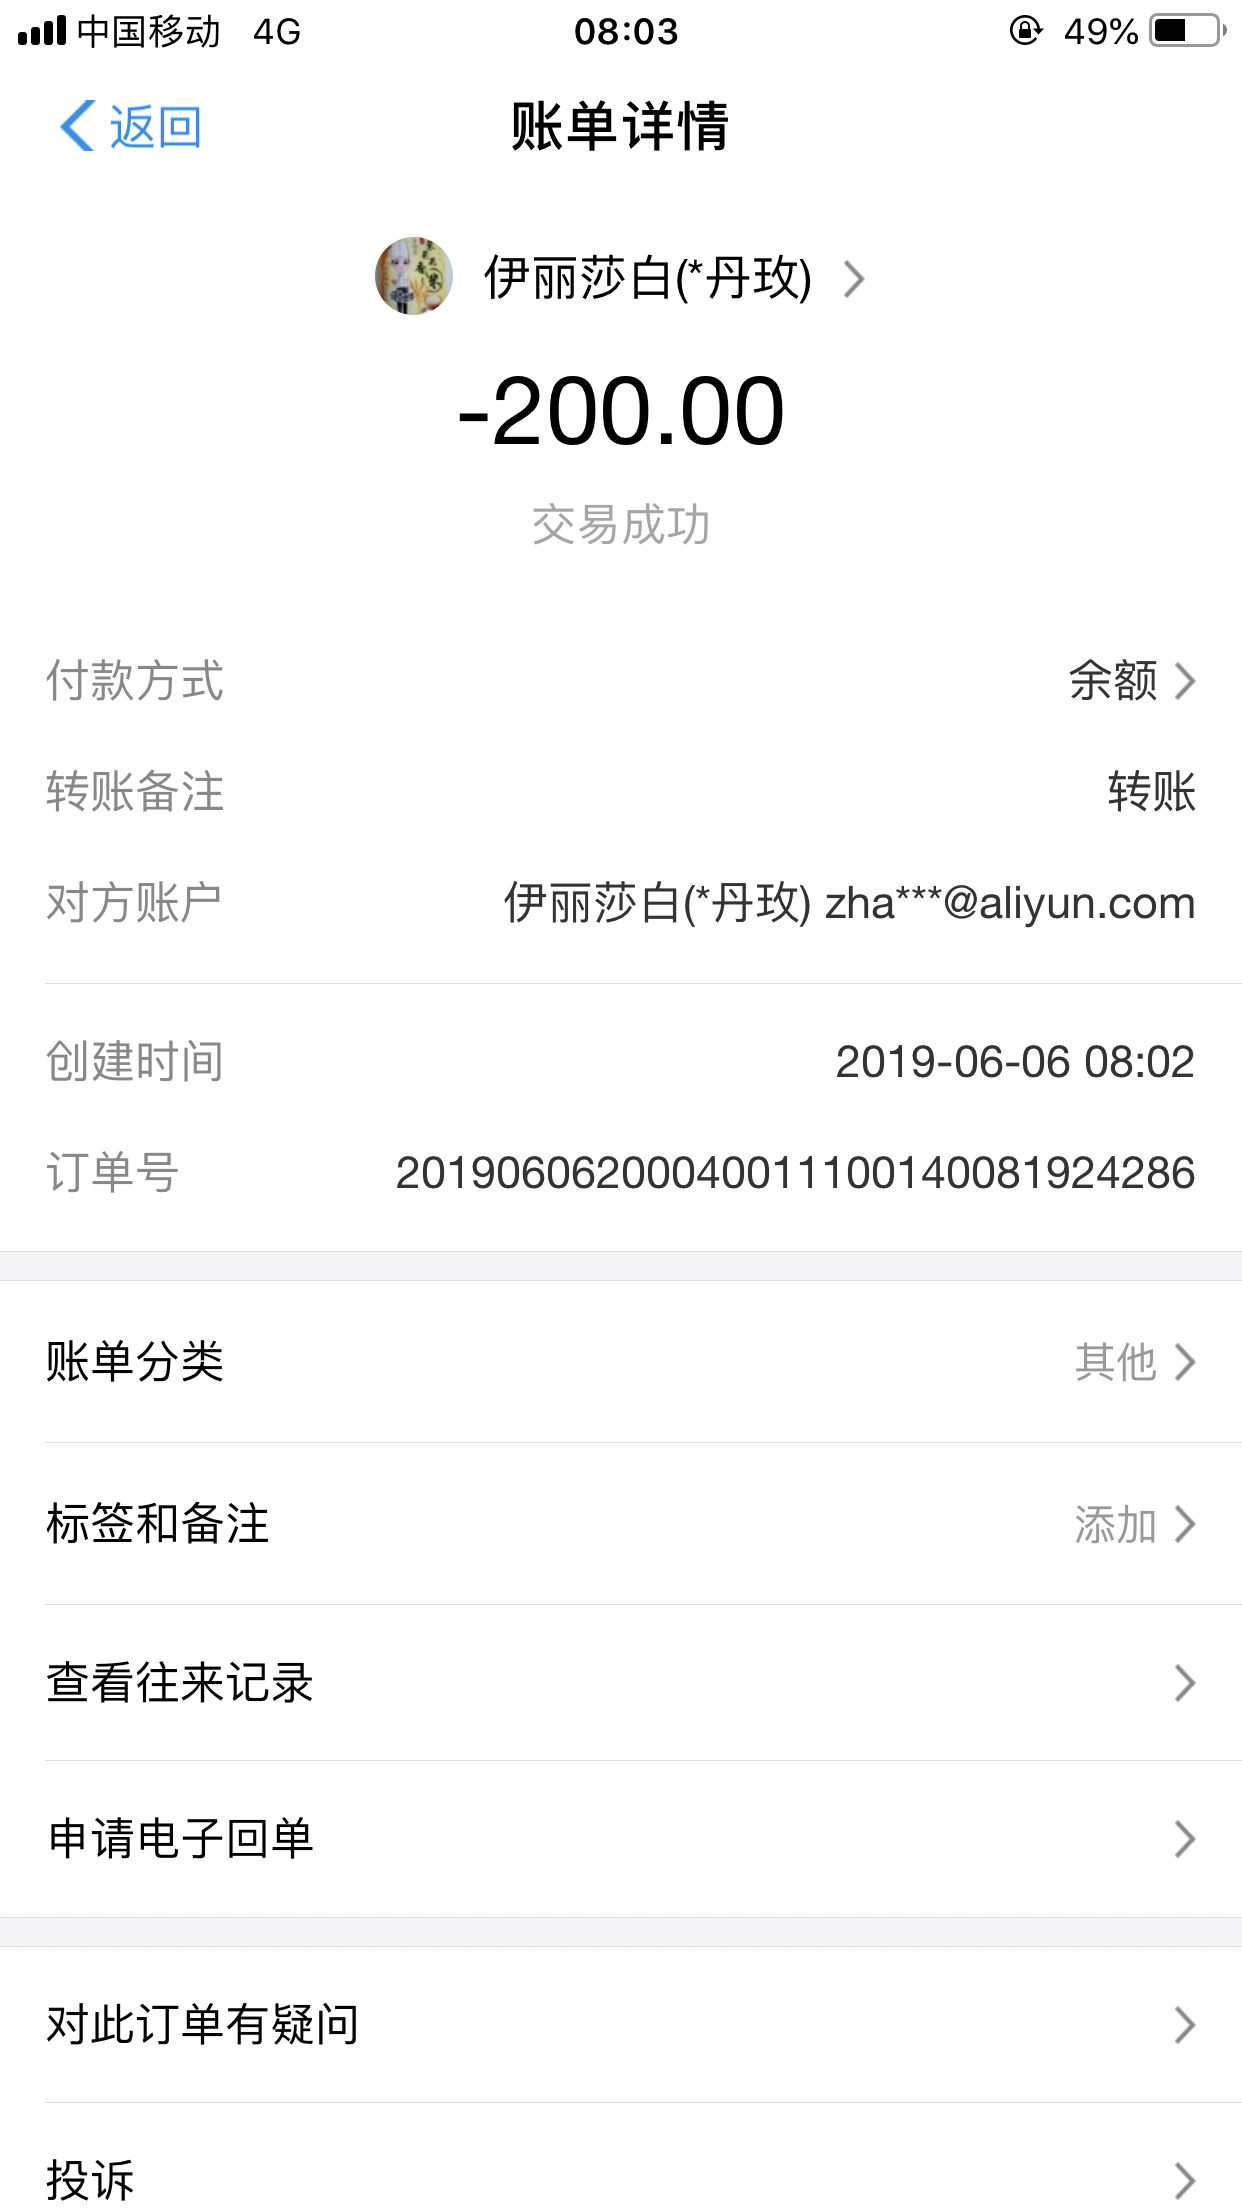 中国移动 4G 08:03 49%
返回 账单详情
伊丽莎白(*丹玫)
-200.00
交易成功
付款方式 余额
转账备注 转账
对方账户 伊丽莎白(*丹玫) zha***@aliyun.com
创建时间 2019-06-06 08:02
订单号 20190606200040011100140081924286
账单分类 其他
标签和备注 添加
查看往来记录
申请电子回单
对此订单有疑问
投诉